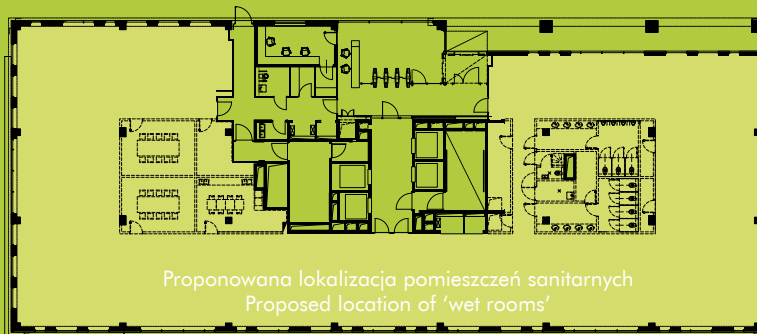 Proponowana lokalizacja pomieszczeń sanitarnych
Proposed location of ‘wet rooms’